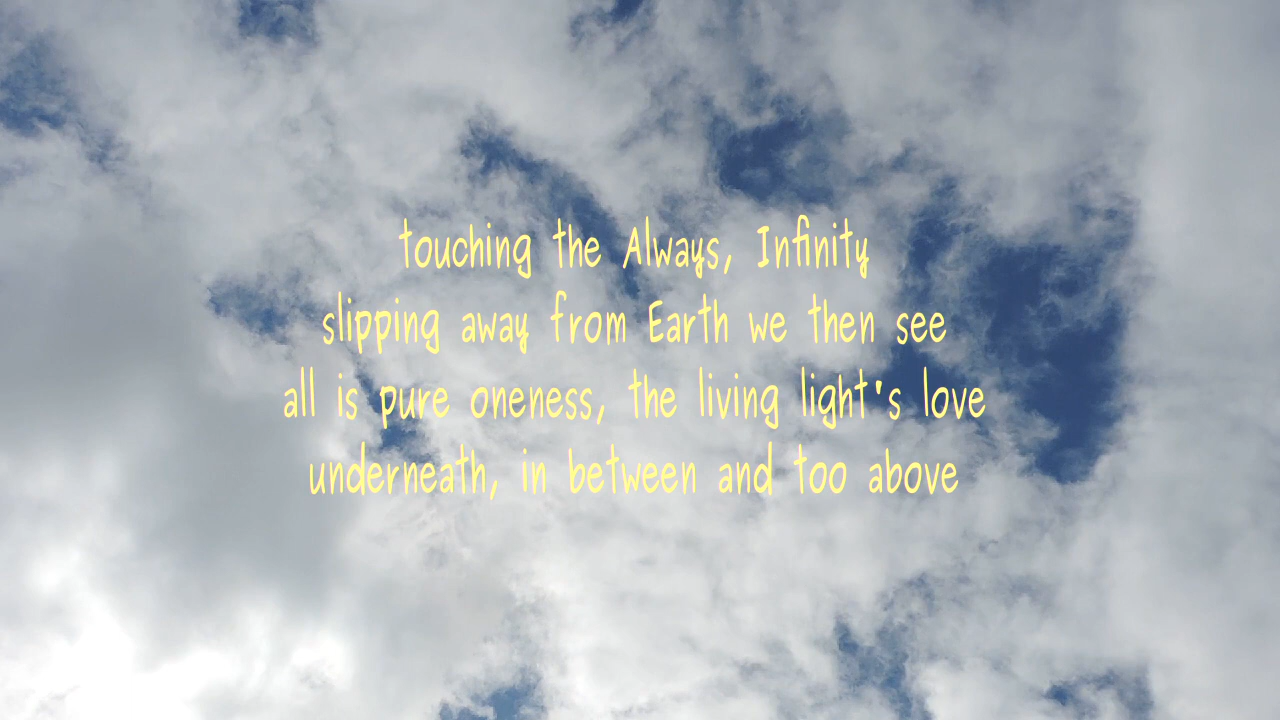 touching the Always, Infinity
slipping away from Earth we then see
all is pure oneness, the living light's love
underneath, in between and too above